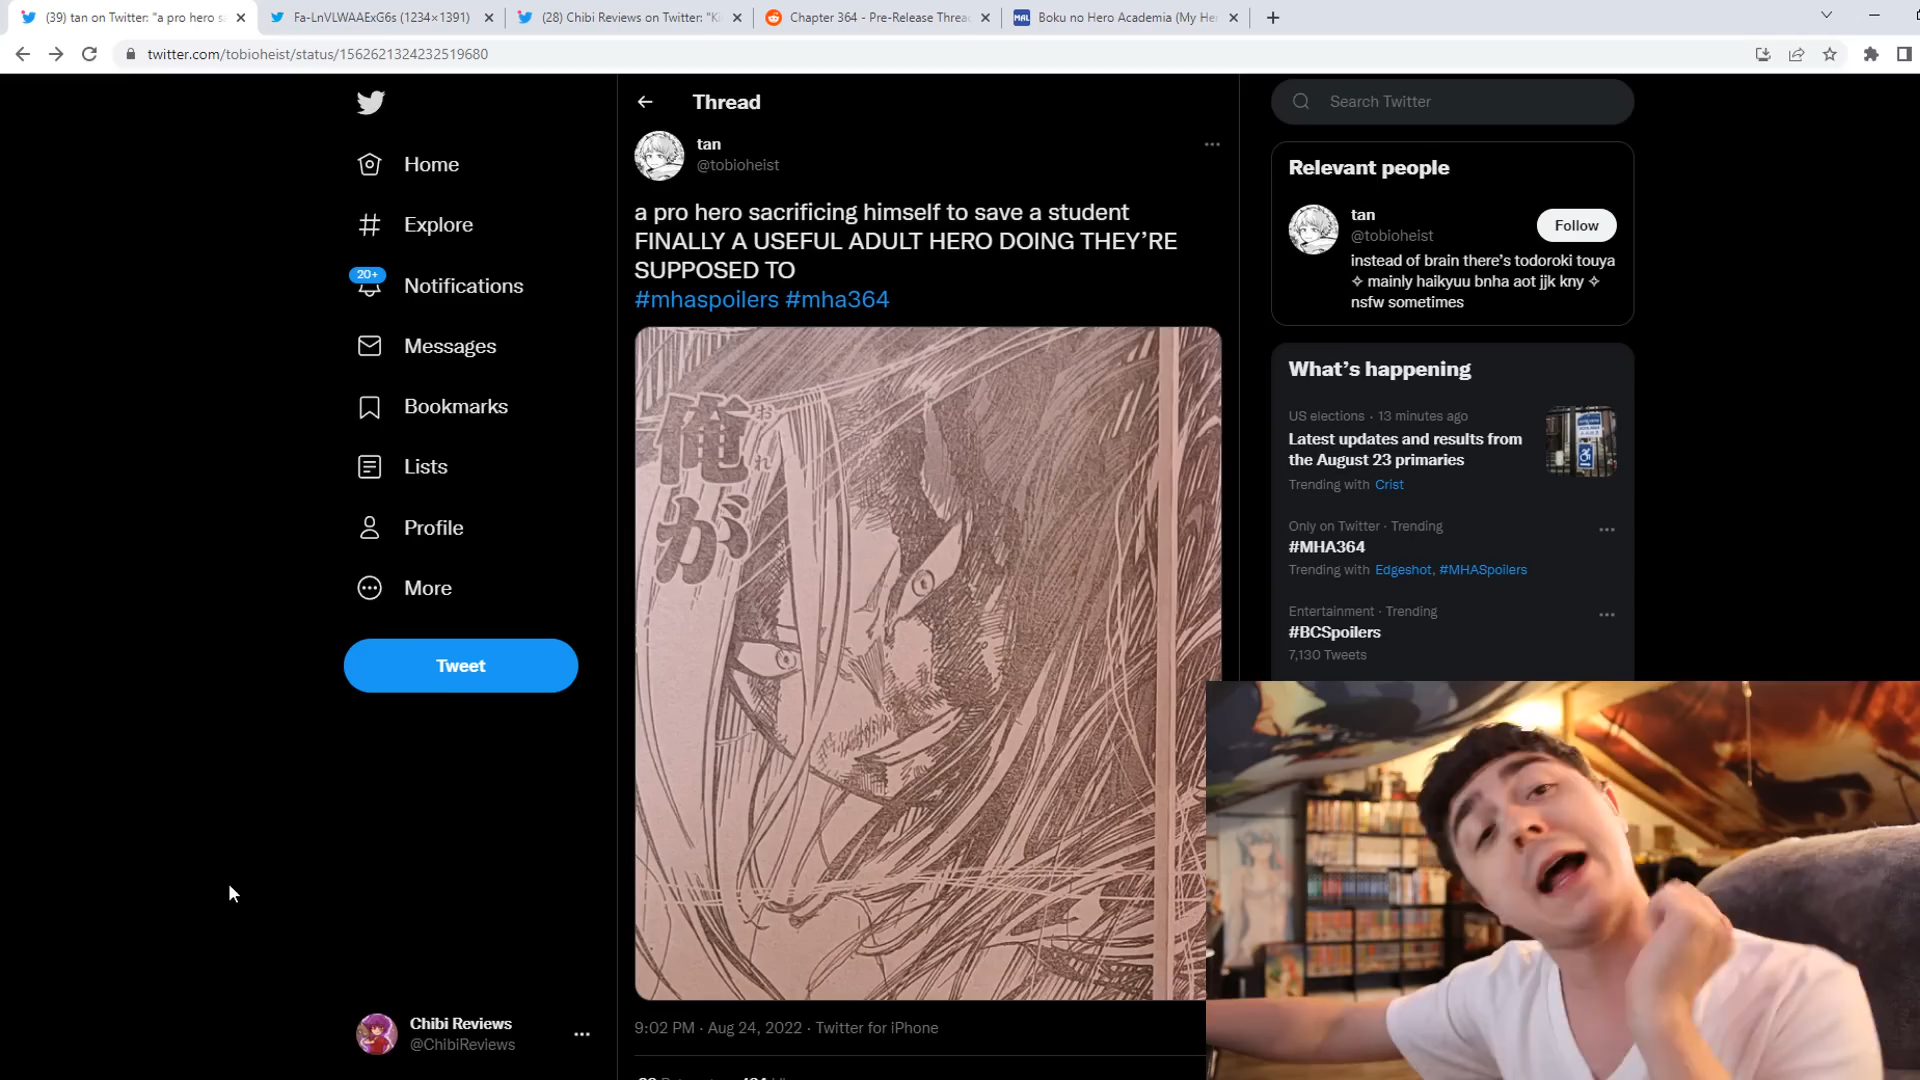 (39) tan on Twitter: "a pro hero s
Fa-LnVLWAAExG6s (1234×1391)
(28) Chibi Reviews on Twitter: "Ki
Chapter 364 - Pre-Release Threa
MAL
Boku no Hero Academia (My He
twitter.com/tobioheist/status/1562621324232519680
Home
Explore
20+
Notifications
Messages
Bookmarks
Lists
Profile
More
Tweet
Chibi Reviews
@ChibiReviews
Thread
tan
@tobioheist
a pro hero sacrificing himself to save a student
FINALLY A USEFUL ADULT HERO DOING THEY'RE
SUPPOSED TO
#mhaspoilers #mha364
俺が
おれ
9:02 PM · Aug 24, 2022 · Twitter for iPhone
Search Twitter
Relevant people
tan
@tobioheist
Follow
instead of brain there's todoroki touya
✧ mainly haikyuu bnha aot jjk kny ✧
nsfw sometimes
What's happening
US elections · 13 minutes ago
Latest updates and results from
the August 23 primaries
Trending with Crist
Only on Twitter · Trending
#MHA364
Trending with Edgeshot, #MHASpoilers
Entertainment · Trending
#BCSpoilers
7,130 Tweets